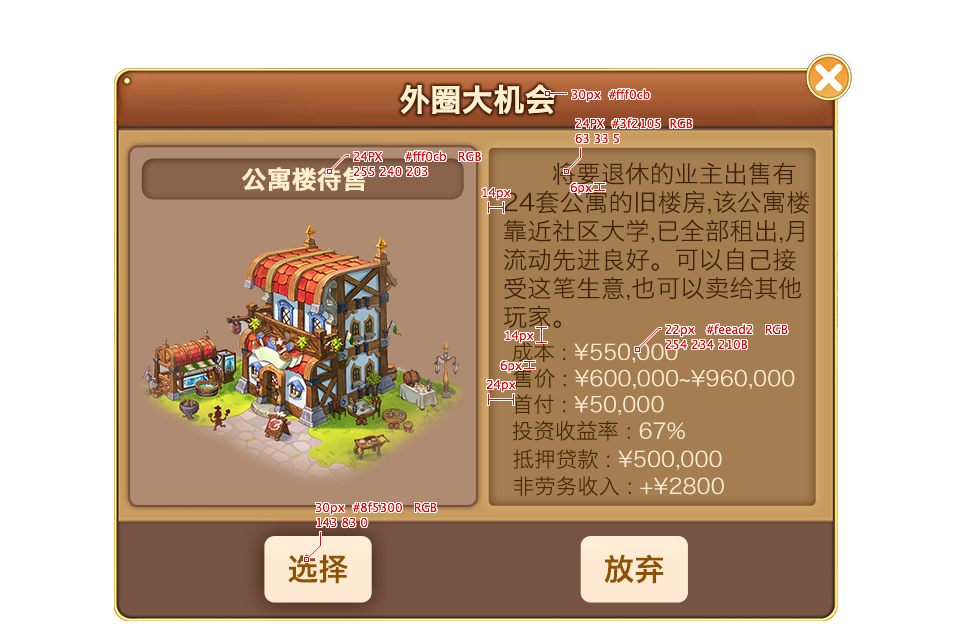 外圈大机会
30px #fff0cb
24PX #3f2105 RGB
63 33 5
24PX #fff0cb RGB
255 240 203
公寓楼待售
将要退休的业主出售有
6px
14px
24套公寓的旧楼房,该公寓楼
靠近社区大学,已全部租出,月
流动先进良好。可以自己接
受这笔生意,也可以卖给其他
玩家。
14px
22px #feead2 RGB
254 234 210B
成本：¥550,000
6px
售价：¥600,000~¥960,000
24px
首付：¥50,000
投资收益率：67%
抵押贷款：¥500,000
非劳务收入：+¥2800
30px #8f5300 RGB
143 83 0
选择
放弃